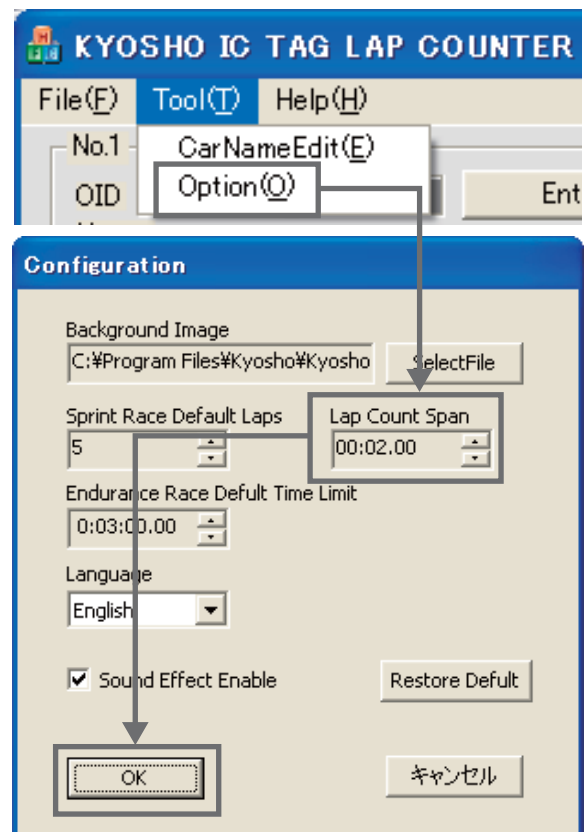 KYOSHO IC TAG LAP COUNTER
File(F) Tool(T) Help(H)
No.1 CarNameEdit(E)
OID Option(O) Ent
Configuration
Background Image
C:¥Program Files¥Kyosho¥Kyosho SelectFile
Sprint Race Default Laps Lap Count Span
5 00:02.00
Endurance Race Defult Time Limit
0:03:00.00
Language
English
Sound Effect Enable Restore Defult
OK キャンセル